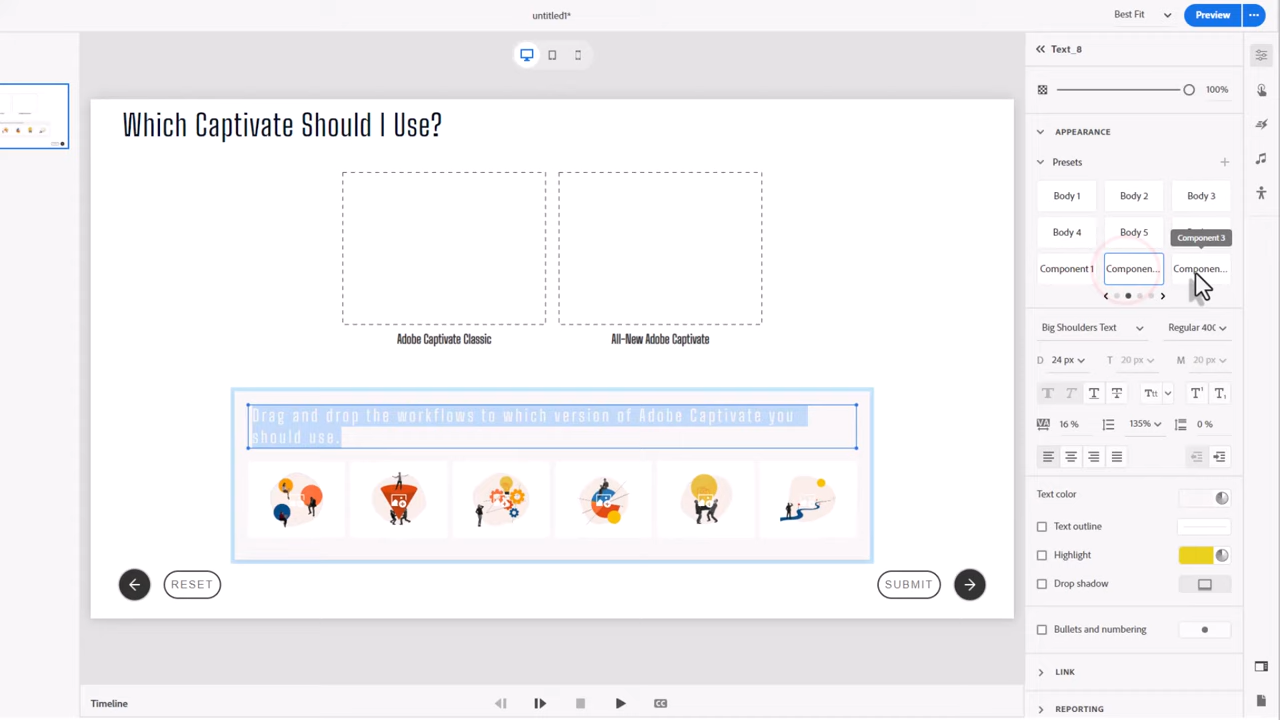 untitled1*
Best Fit
Preview
Text_8
100%
APPEARANCE
Presets
Body 1
Body 2
Body 3
Body 4
Body 5
Component 3
Component 1
Componen...
Componen...
Big Shoulders Text
Regular 400
D 24 px
T 20 px
M 20 px
16 %
135%
0 %
Text color
Text outline
Highlight
Drop shadow
Bullets and numbering
LINK
REPORTING
Which Captivate Should I Use?
Adobe Captivate Classic
All-New Adobe Captivate
Drag and drop the workflows to which version of Adobe Captivate you
should use.
RESET
SUBMIT
Timeline
CC